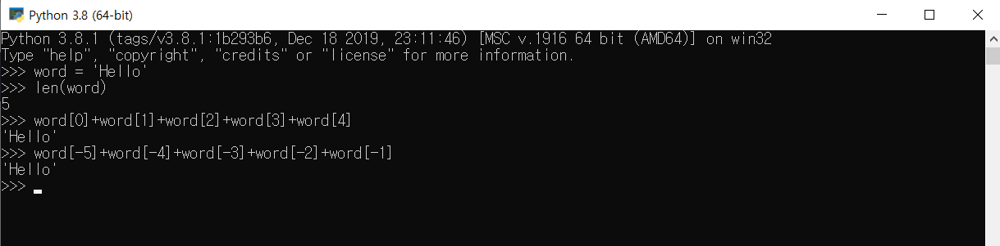 Python 3.8 (64-bit)
Python 3.8.1 (tags/v3.8.1:1b293b6, Dec 18 2019, 23:11:46) [MSC v.1916 64 bit (AMD64)] on win32
Type "help", "copyright", "credits" or "license" for more information.
>>> word = 'Hello'
>>> len(word)
5
>>> word[0]+word[1]+word[2]+word[3]+word[4]
'Hello'
>>> word[-5]+word[-4]+word[-3]+word[-2]+word[-1]
'Hello'
>>>